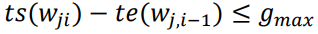 ts(w_{ji}) − te(w_{j,i−1}) ≤ g_{max}